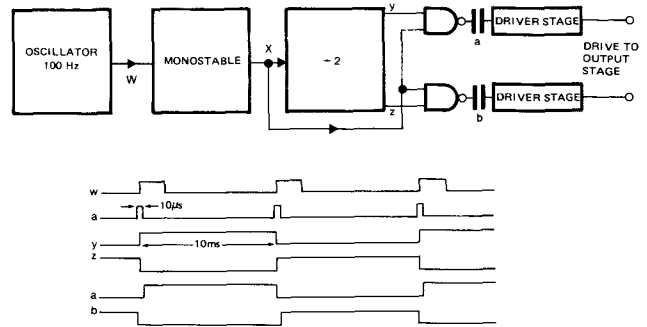 OSCILLATOR
100 Hz
W
MONOSTABLE
X
÷ 2
y
z
a
DRIVER STAGE
DRIVE TO
OUTPUT
STAGE
b
DRIVER STAGE
w
a
10µs
y
10ms
z
a
b